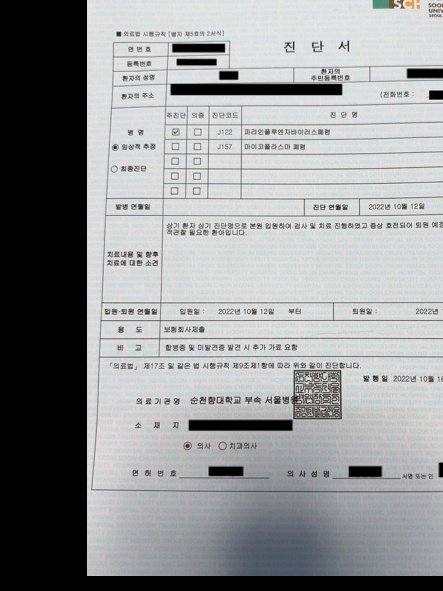 SCH SOON
UNIV
SEOUL
■ 의료법 시행규칙 [별지 제5호의 2서식]
진 단 서
연 번 호
등록번호
환자의 성명
환자의
주민등록번호
환자의 주소
(전화번호 :
주진단 의증 진단코드 진 단 명
병 명
◉ 임상적 추정
○ 최종진단
☑ ☐ J122 파라인플루엔자바이러스폐렴
☐ ☐ J157 마이코플라스마 폐렴
☐ ☐
☐ ☐
☐ ☐
발병 연월일 진단 연월일 2022년 10월 12일
치료내용 및 향후
치료에 대한 소견
상기 환자 상기 진단명으로 본원 입원하여 검사 및 치료 진행하였고 증상 호전되어 퇴원 예정
적관찰 필요한 환아입니다.
입원·퇴원 연월일 입원일 : 2022년 10월 12일 부터 퇴원일 : 2022년
용 도 보험회사제출
비 고 합병증 및 미발견증 발견 시 추가 가료 요함
「의료법」 제17조 및 같은 법 시행규칙 제9조제1항에 따라 위와 같이 진단합니다.
발 행 일 2022년 10월 16
의 료 기 관 명 순천향대학교 부속 서울병원
소 재 지
◉ 의사 ○ 치과의사
면 허 번 호 의 사 성 명 서명 또는 인